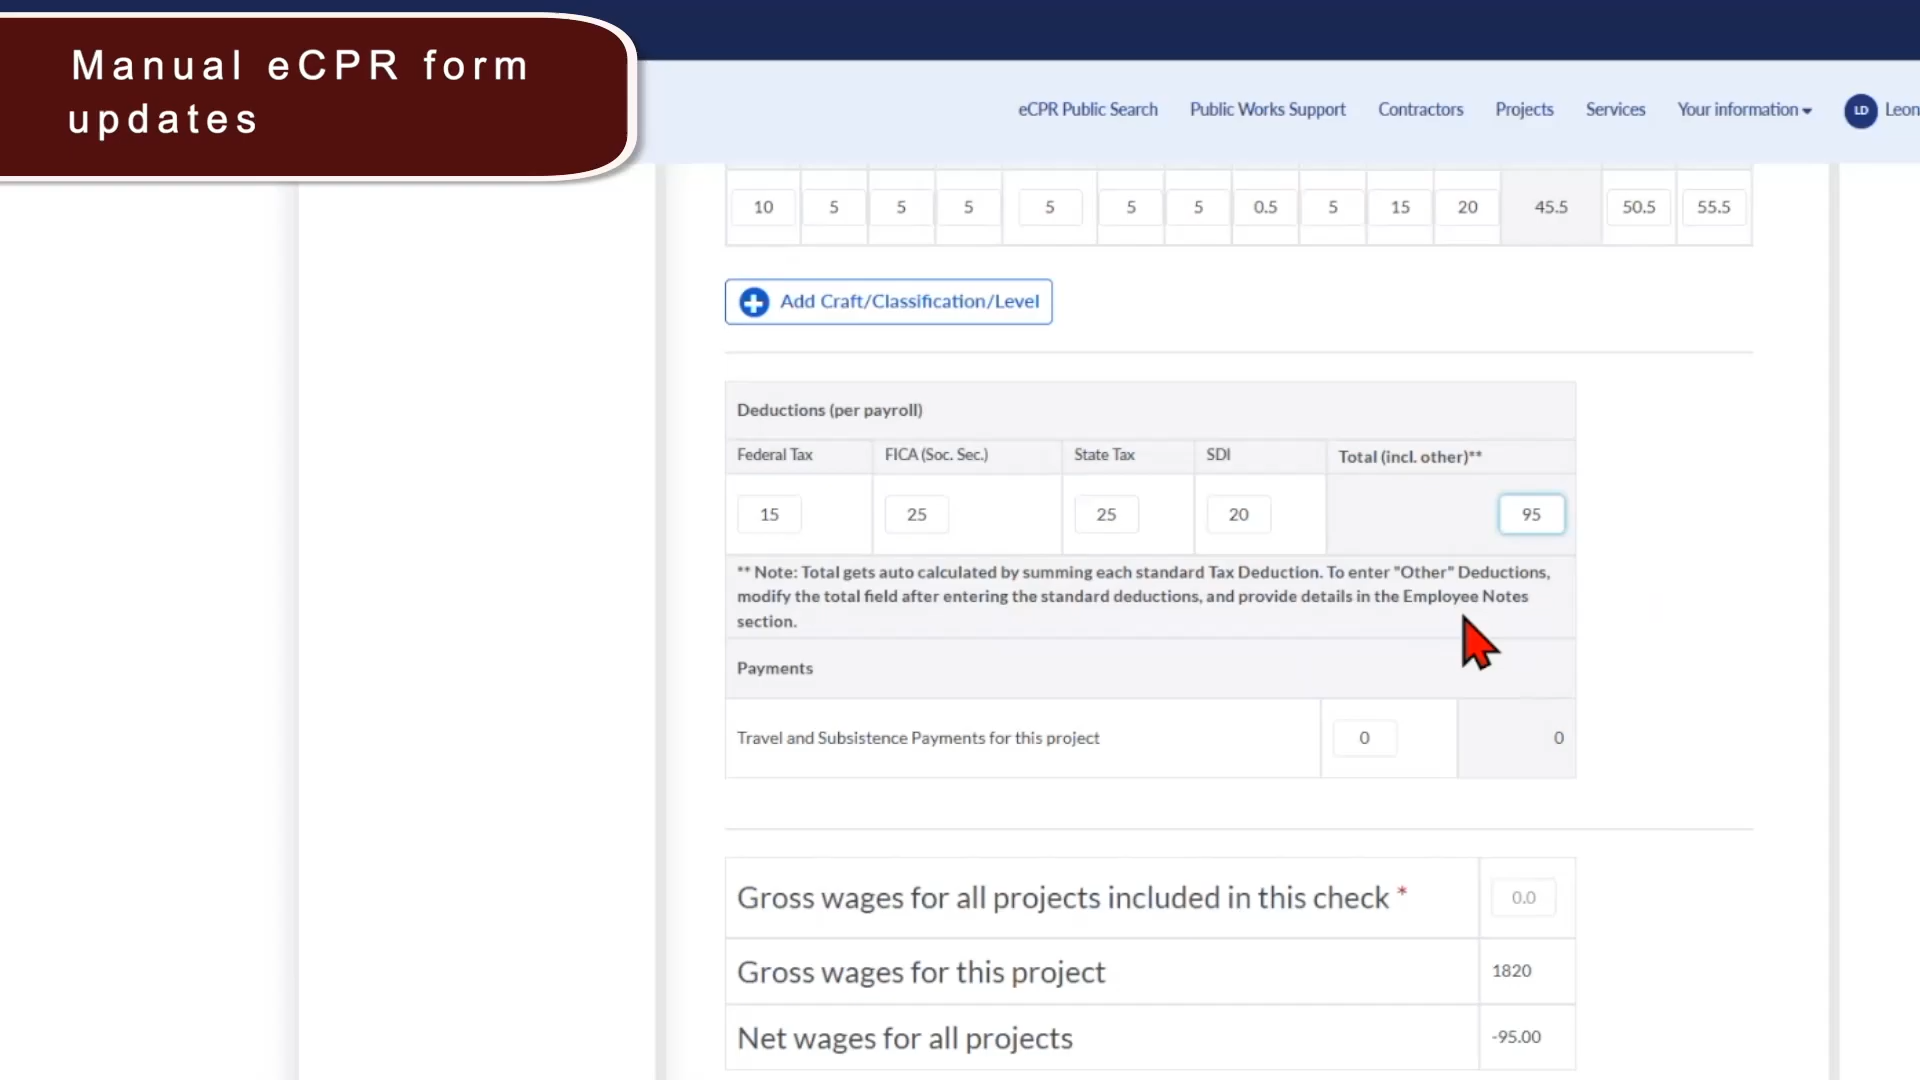 Manual eCPR form
updates
eCPR Public Search Public Works Support Contractors Projects Services Your information LD Leon
10 5 5 5 5 5 5 0.5 5 15 20 45.5 50.5 55.5
Add Craft/Classification/Level
Deductions (per payroll)
Federal Tax FICA (Soc. Sec.) State Tax SDI Total (incl. other)**
15 25 25 20 95
** Note: Total gets auto calculated by summing each standard Tax Deduction. To enter "Other" Deductions,
modify the total field after entering the standard deductions, and provide details in the Employee Notes
section.
Payments
Travel and Subsistence Payments for this project 0 0
Gross wages for all projects included in this check * 0.0
Gross wages for this project 1820
Net wages for all projects -95.00